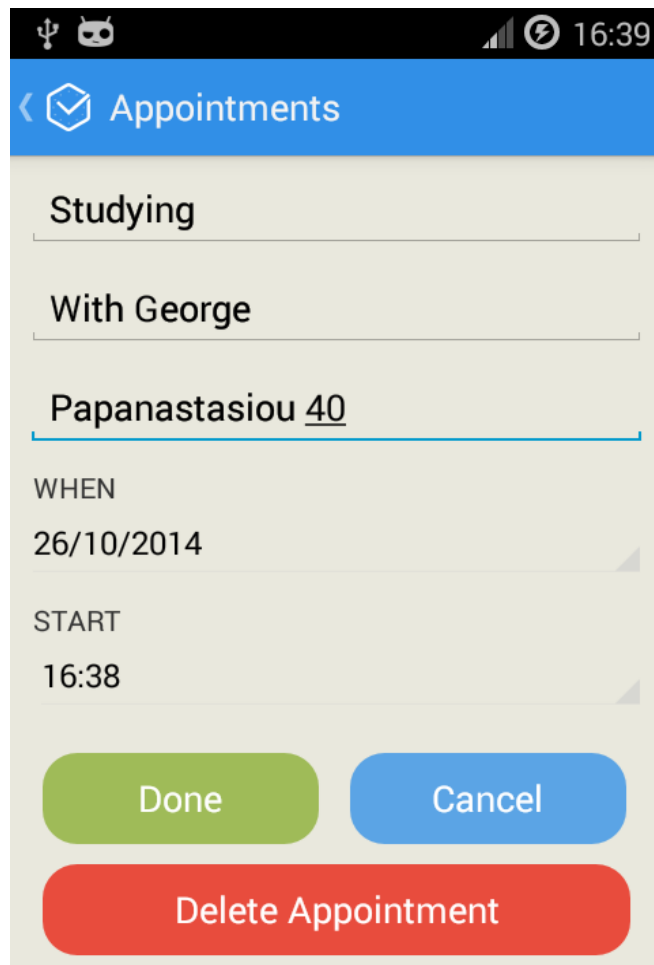 16:39
Appointments
Studying
With George
Papanastasiou 40
WHEN
26/10/2014
START
16:38
Done Cancel
Delete Appointment